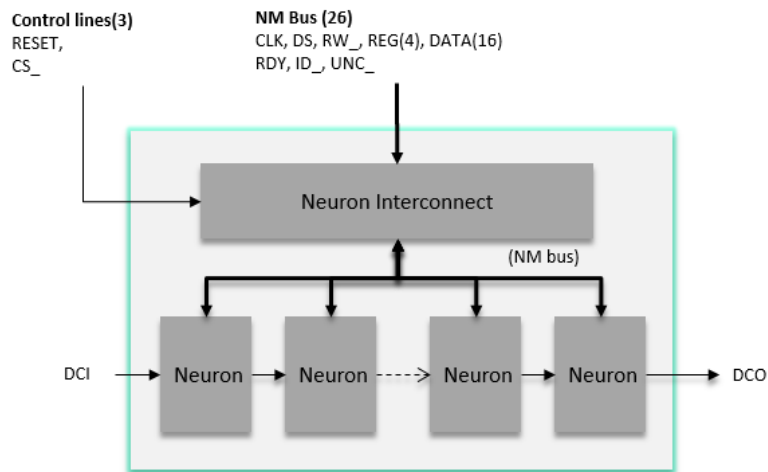 Control lines(3)
RESET,
CS_
NM Bus (26)
CLK, DS, RW_, REG(4), DATA(16)
RDY, ID_, UNC_
Neuron Interconnect
(NM bus)
DCI
Neuron
Neuron
Neuron
Neuron
DCO